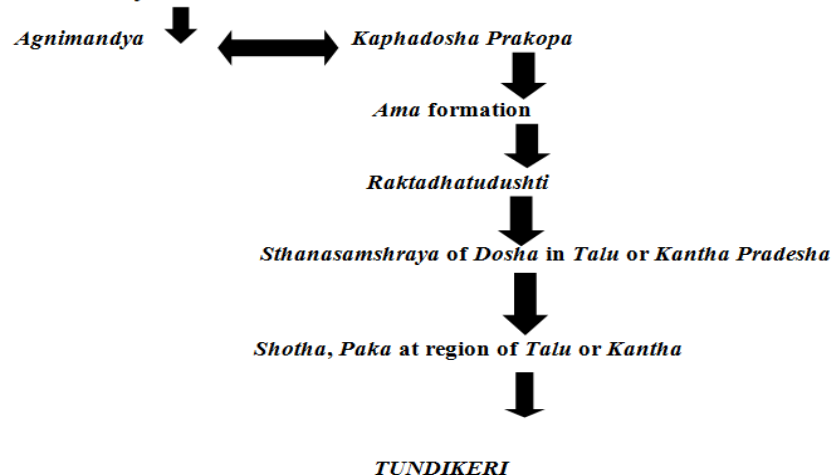 Agnimandya
Kaphadosha Prakopa
Ama formation
Raktadhatudushti
Sthanasamshraya of Dosha in Talu or Kantha Pradesha
Shotha, Paka at region of Talu or Kantha
TUNDIKERI